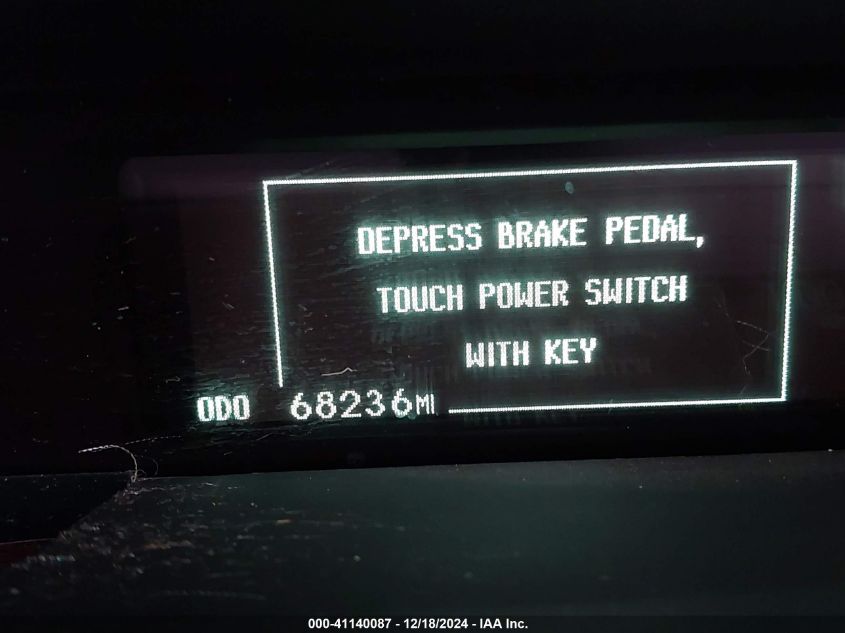 DEPRESS BRAKE PEDAL,
TOUCH POWER SWITCH
WITH KEY
ODO 68236MI
000-41140087 - 12/18/2024 - IAA Inc.